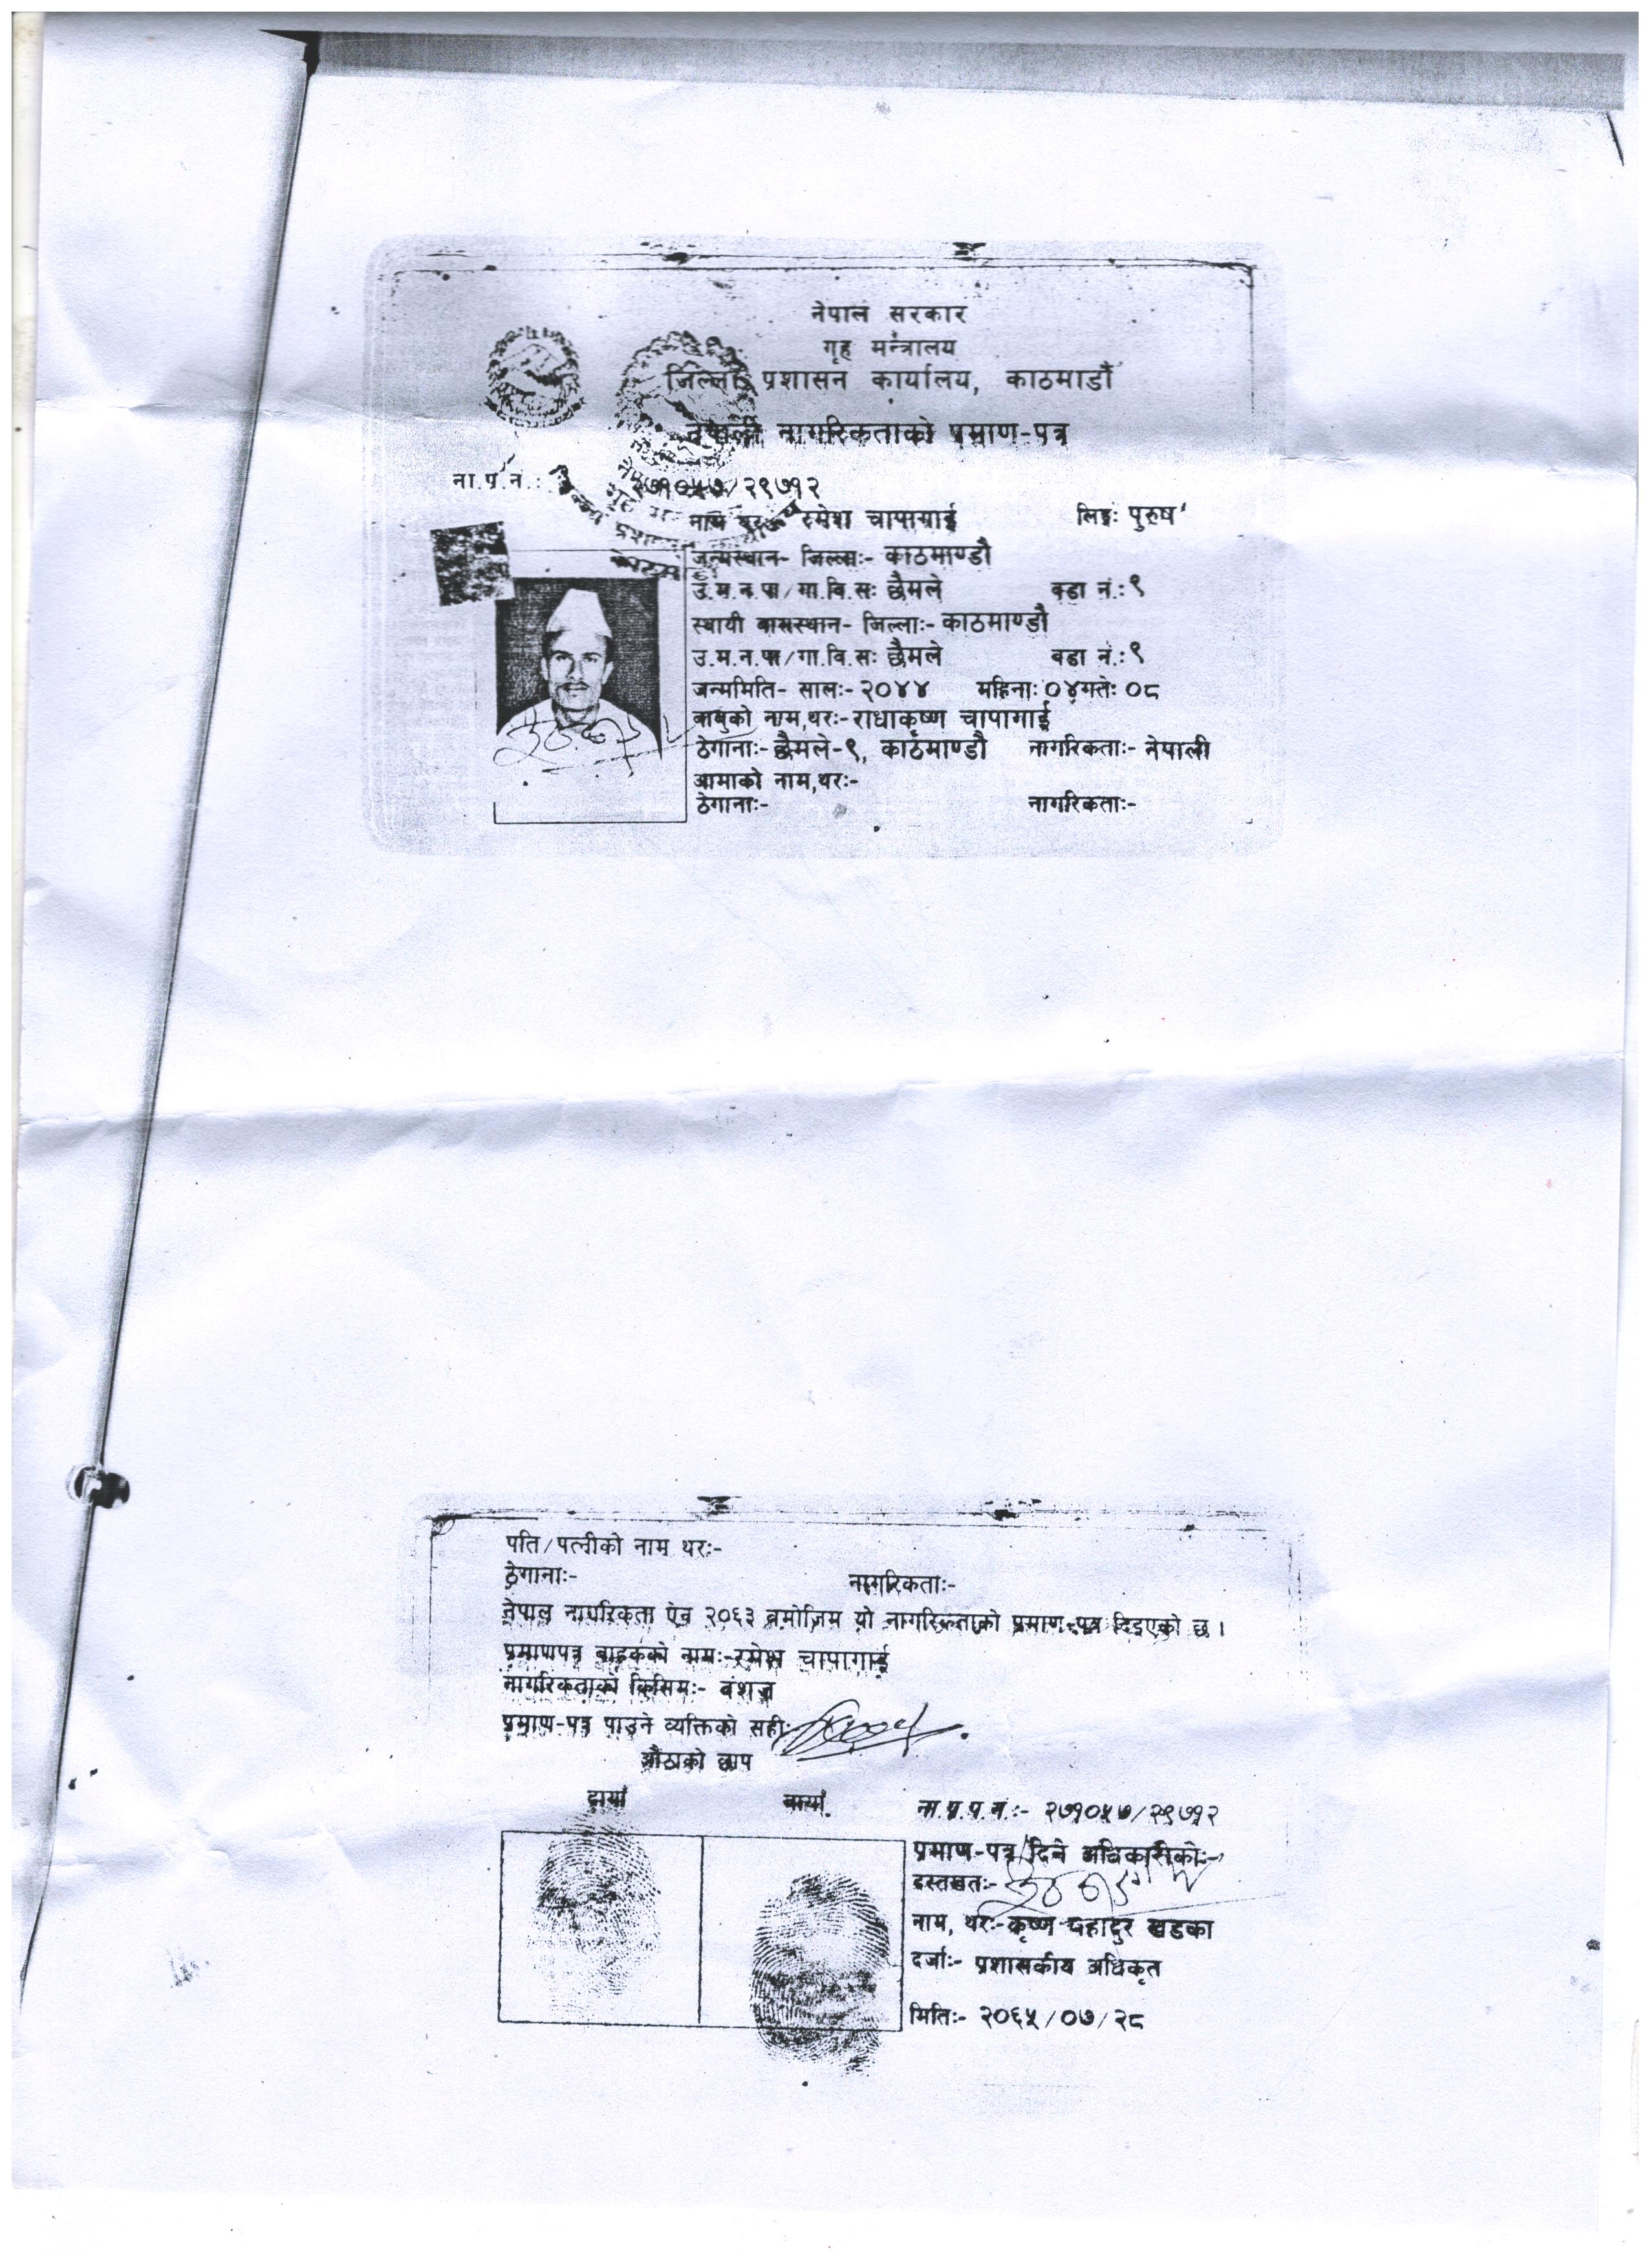 नेपाल सरकार
गृह मन्त्रालय
जिल्ला प्रशासन कार्यालय, काठमाडौं
नेपाली नागरिकताको प्रमाण-पत्र
ना.प.नं.: २७१०५७/२९७१२
नाम थरः रमेश चापागाई लिङ्गः पुरुष
जन्मस्थान- जिल्लाः- काठमाण्डौ
उ.म.न.पा/गा.वि.सः छैमले वडा नं.: ९
स्थायी बासस्थान- जिल्लाः- काठमाण्डौ
उ.म.न.पा/गा.वि.सः छैमले वडा नं.: ९
जन्ममिति- सालः- २०४४ महिनाः ०४ गतेः ०८
बाबुको नाम,थरः- राधाकृष्ण चापागाई
ठेगानाः- छैमले-९, काठमाण्डौ नागरिकताः- नेपाली
आमाको नाम,थरः-
ठेगानाः- नागरिकताः-
पति/पत्नीको नाम थरः-
ठेगानाः- नागरिकताः-
नेपाल नागरिकता ऐन २०६३ बमोजिम यो नागरिकताको प्रमाण-पत्र दिइएको छ ।
प्रमाणपत्र बाहकको नामः- रमेश चापागाई
नागरिकताको किसिमः- वंशज
प्रमाण-पत्र पाउने व्यक्तिको सहीः
औंठाको छाप
दायाँ बायाँ
ना.प्र.प.नं.:- २७१०५७/२९७१२
प्रमाण-पत्र दिने अधिकारीकोः-
दस्तखतः-
नाम, थरः- कृष्ण बहादुर खडका
दर्जाः- प्रशासकीय अधिकृत
मितिः- २०६५/०७/२८